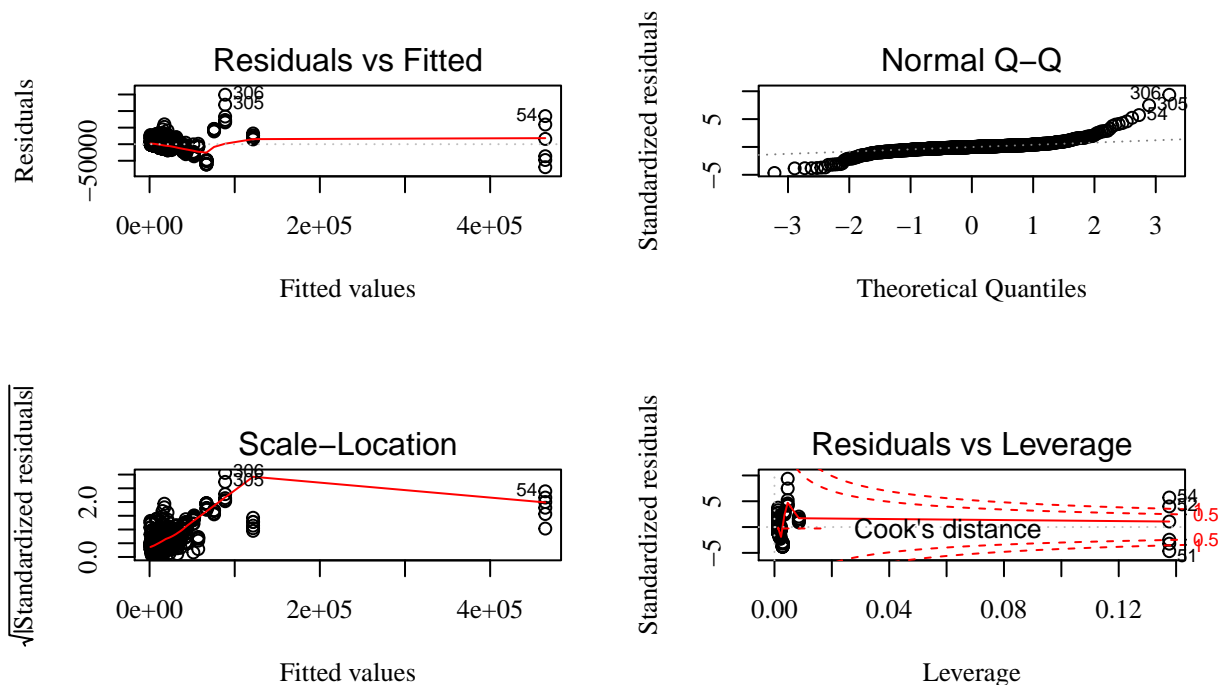 Residuals vs Fitted
Residuals
−50000
306
305
54
0e+00 2e+05 4e+05
Fitted values
Normal Q−Q
Standardized residuals
−5 5
306
305
54
−3 −2 −1 0 1 2 3
Theoretical Quantiles
Scale−Location
√|Standardized residuals|
0.0 2.0
306
305
54
0e+00 2e+05 4e+05
Fitted values
Residuals vs Leverage
Standardized residuals
−5 5
Cook's distance
54
52
51
1
0.5
0.5
1
0.00 0.04 0.08 0.12
Leverage